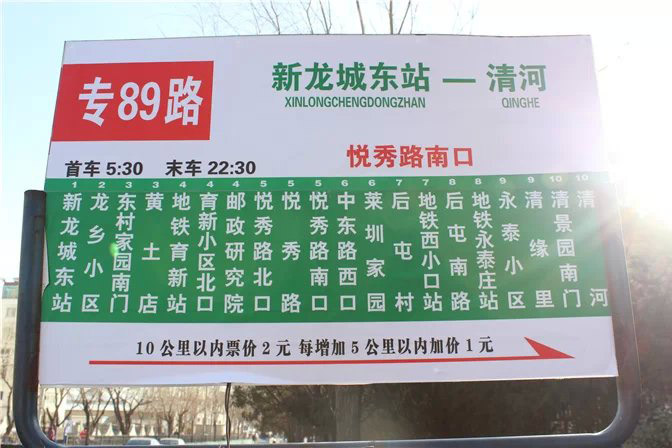 专89路
新龙城东站 — 清河
XINLONGCHENGDONGZHAN QINGHE
首车 5:30 末车 22:30
悦秀路南口
1 2 3 3 4 4 4 5 5 5 6 6 7 7 8 8 9 9 10 10
新龙城东站
龙乡小区
东村家园南门
黄土店
地铁育新站
育新小区北口
邮政研究院
悦秀路北口
悦秀路
悦秀路南口
中东路西口
莱圳家园
后屯村
地铁西小口站
后屯南路
地铁永泰庄站
永泰小区
清缘里
清景园南门
清河
10公里以内票价2元 每增加5公里以内加价1元